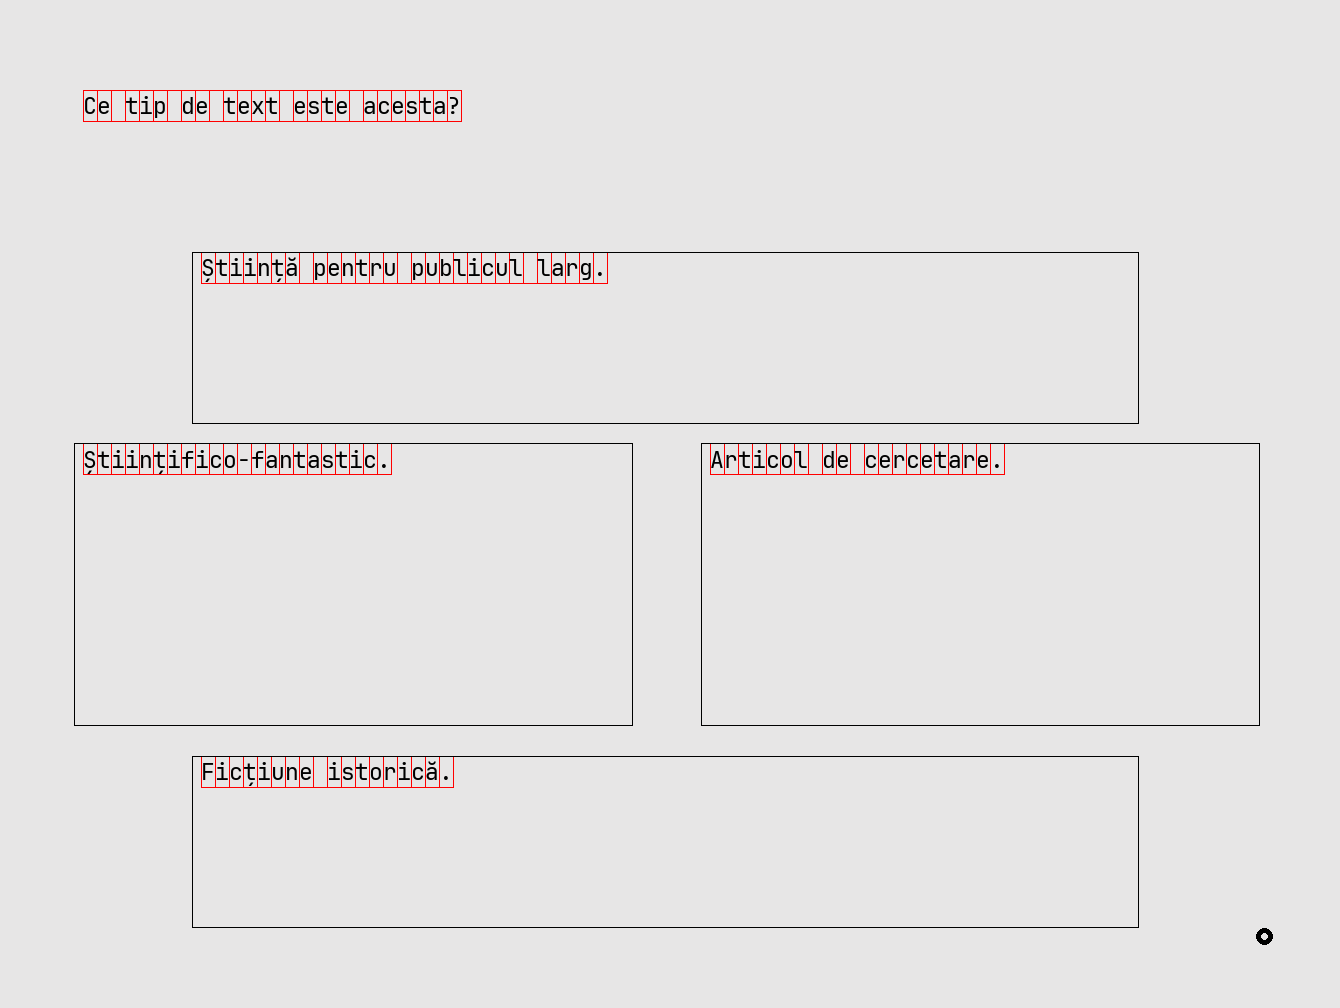 Ce tip de text este acesta?
Știință pentru publicul larg.
Științifico-fantastic.
Articol de cercetare.
Ficțiune istorică.